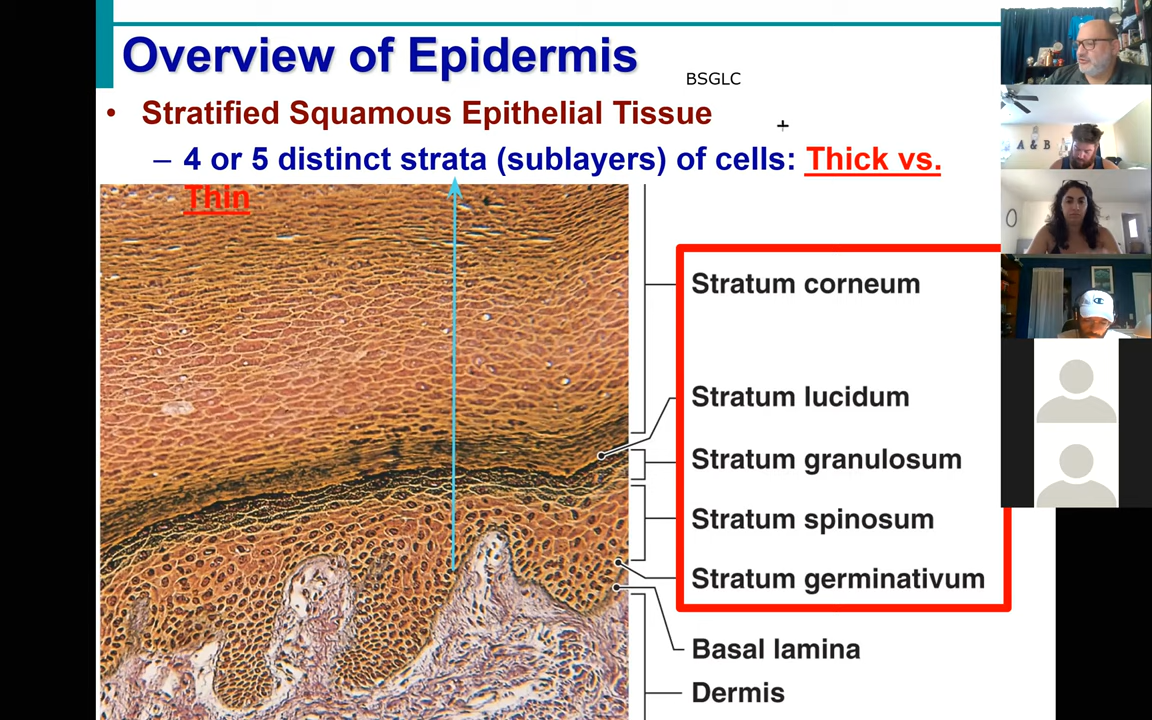 Overview of Epidermis
BSGLC
• Stratified Squamous Epithelial Tissue
– 4 or 5 distinct strata (sublayers) of cells: Thick vs.
Thin
Stratum corneum
Stratum lucidum
Stratum granulosum
Stratum spinosum
Stratum germinativum
Basal lamina
Dermis
A & B